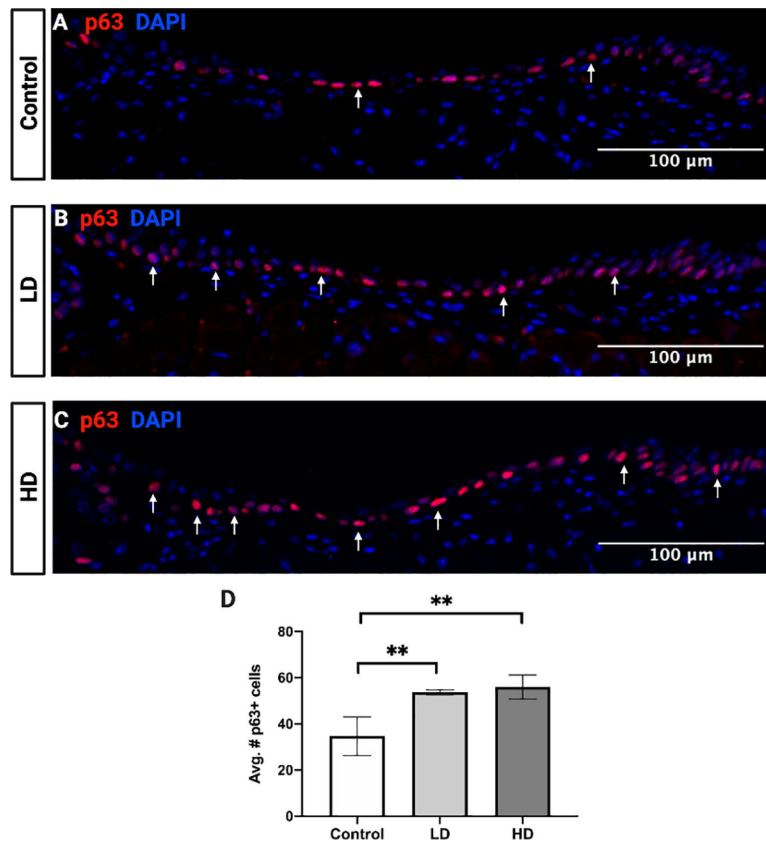 A p63 DAPI
Control
100 µm
B p63 DAPI
LD
100 µm
C p63 DAPI
HD
100 µm
D
**
**
80
60
40
20
0
Avg. # p63+ cells
Control LD HD